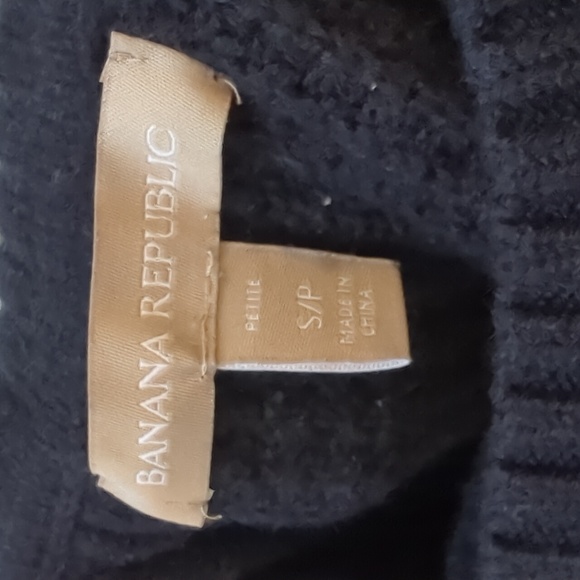 BANANA REPUBLIC
PETITE
S/P
MADE IN
CHINA